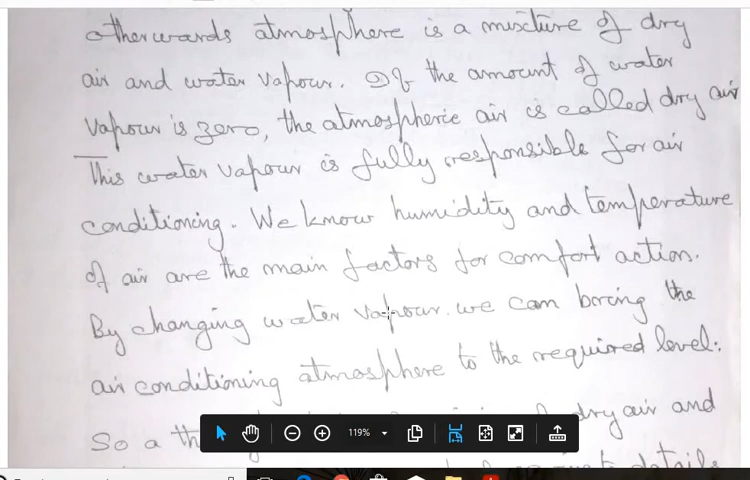 otherwards atmosphere is a mixture of dry
air and water vapour. If the amount of water
vapour is zero, the atmospheric air is called dry air
This water vapour is fully responsible for air
conditioning. We know humidity and temperature
of air are the main factors for comfort action.
By changing water vapour we can bring the
air conditioning atmosphere to the required level.
So a dry air and
119%
details